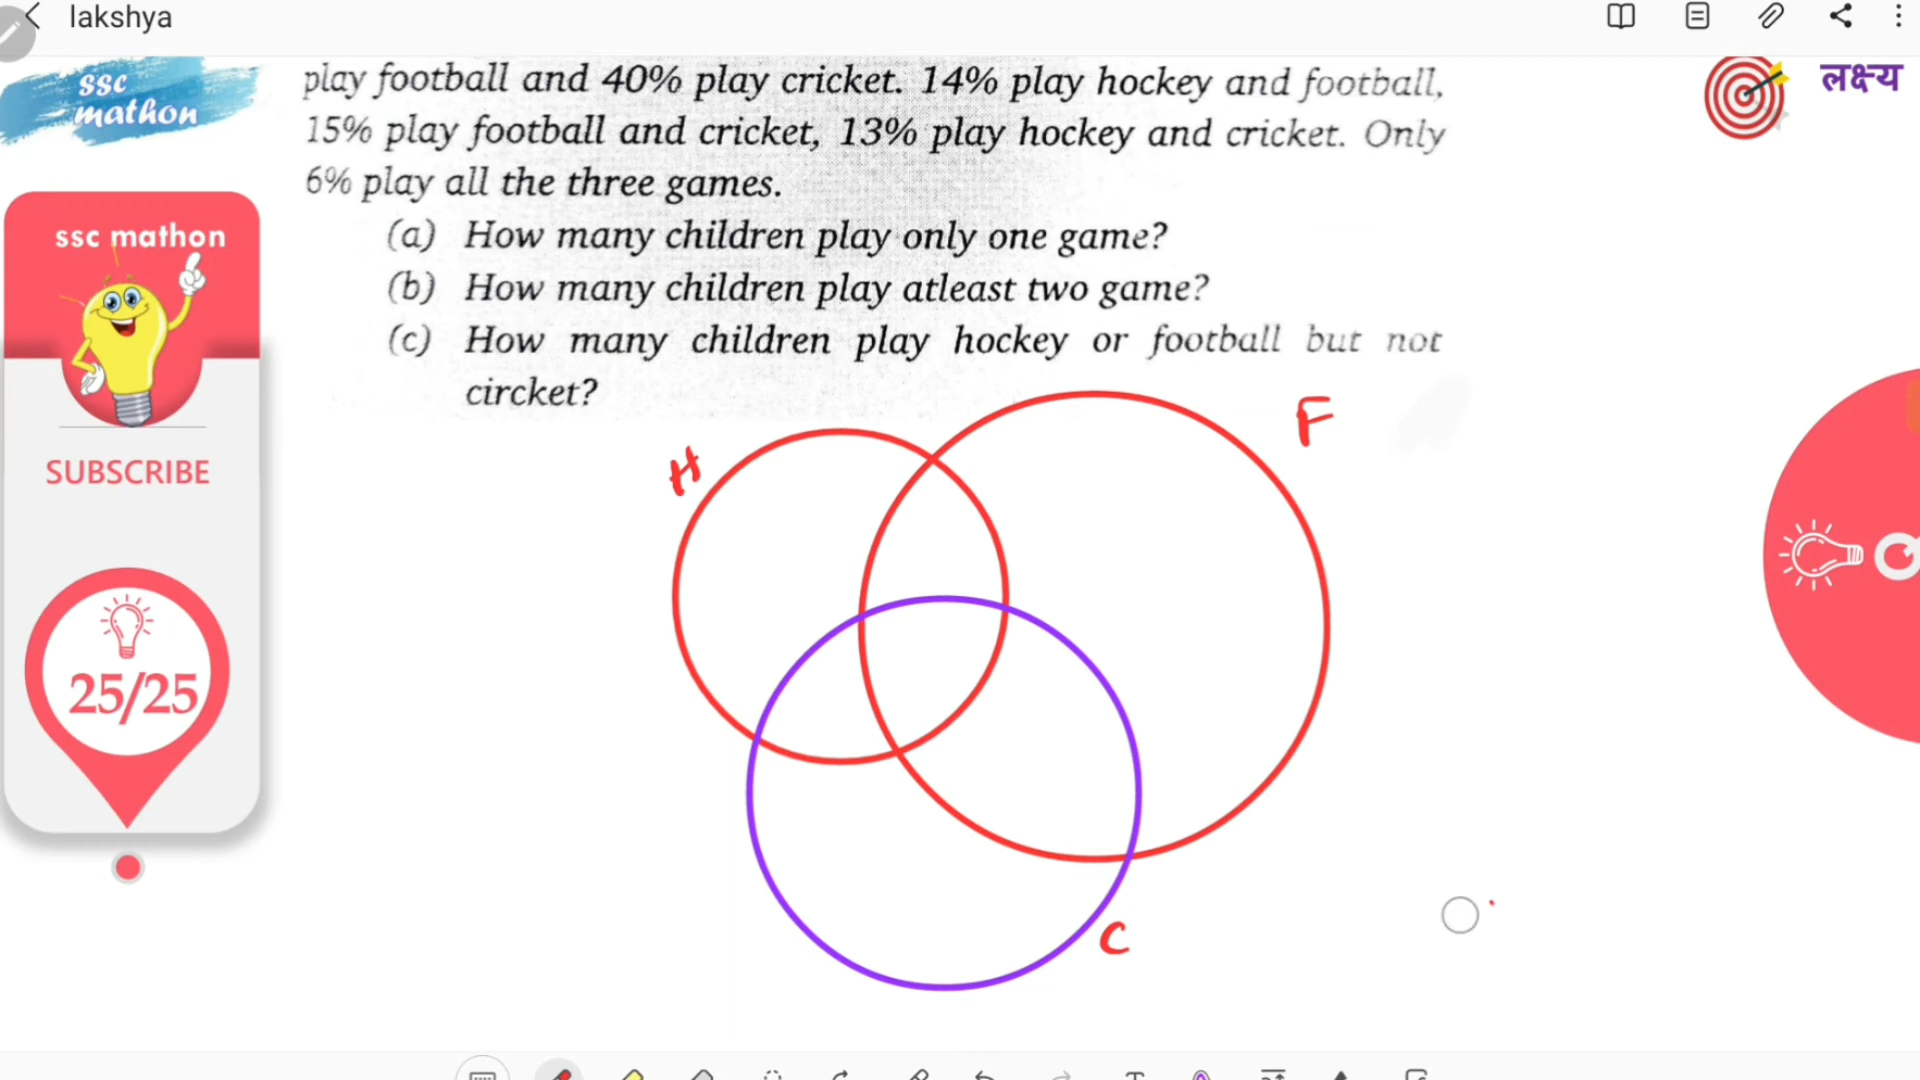 lakshya
ssc
mathon
लक्ष्य
play football and 40% play cricket. 14% play hockey and football,
15% play football and cricket, 13% play hockey and cricket. Only
6% play all the three games.
(a) How many children play only one game?
(b) How many children play atleast two game?
(c) How many children play hockey or football but not
circket?
ssc mathon
SUBSCRIBE
25/25
H
F
C
Q